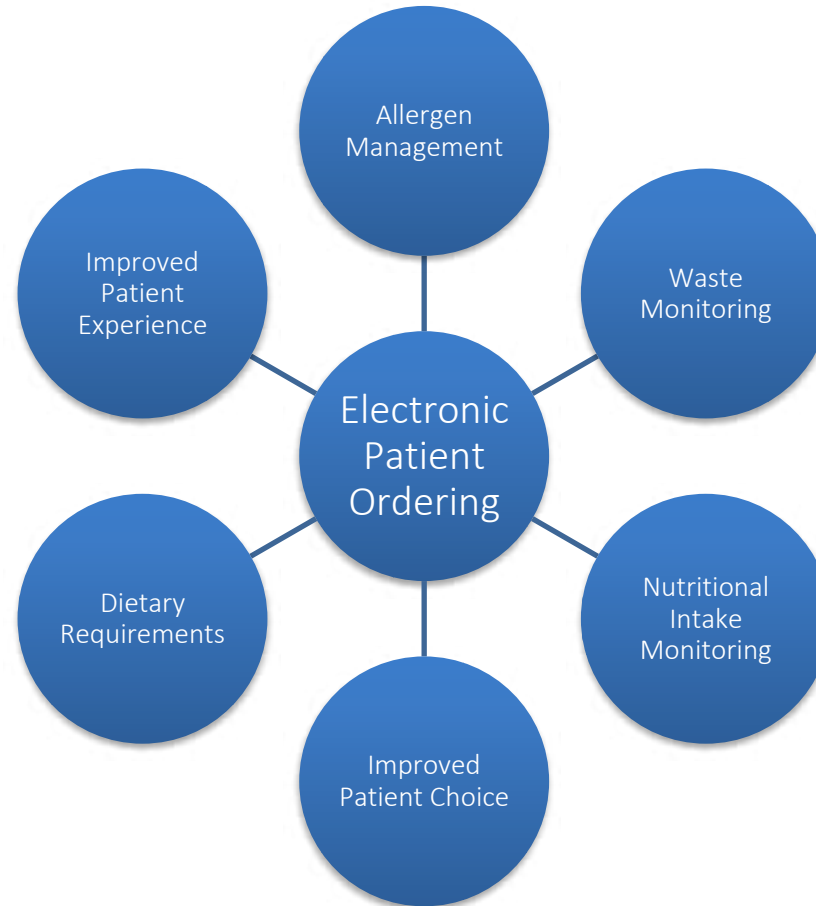 Allergen
Management
Improved
Patient
Experience
Waste
Monitoring
Electronic
Patient
Ordering
Dietary
Requirements
Nutritional
Intake
Monitoring
Improved
Patient Choice